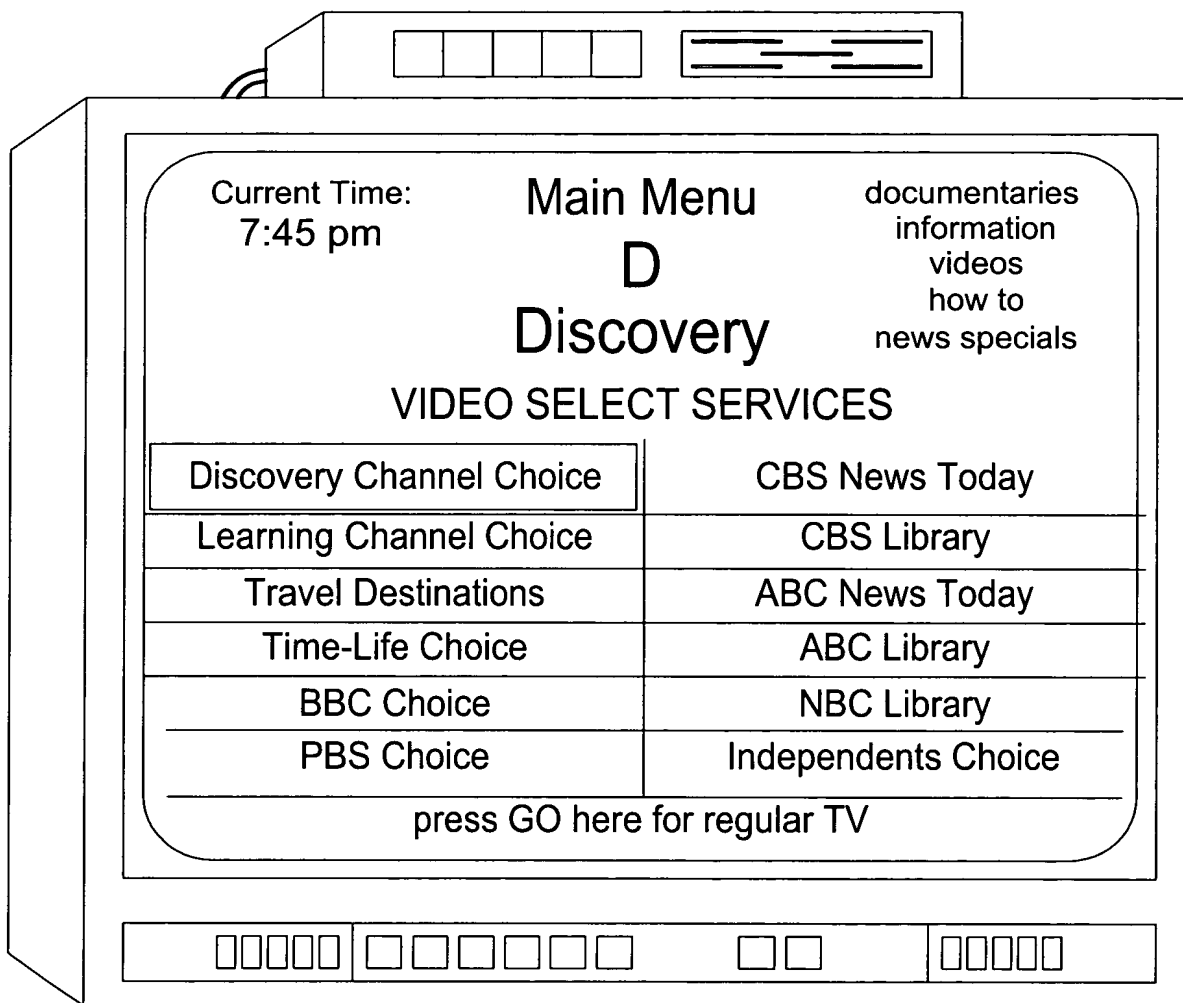 Current Time:
7:45 pm
Main Menu
D
Discovery
documentaries
information
videos
how to
news specials
VIDEO SELECT SERVICES
Discovery Channel Choice
CBS News Today
Learning Channel Choice
CBS Library
Travel Destinations
ABC News Today
Time-Life Choice
ABC Library
BBC Choice
NBC Library
PBS Choice
Independents Choice
press GO here for regular TV